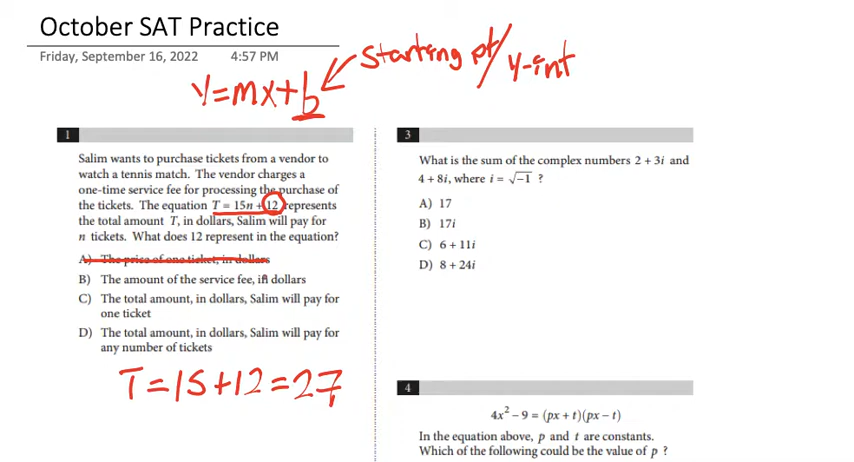 October SAT Practice
Friday, September 16, 2022 4:57 PM
Starting pt/
y-int
y=mx+b
1
Salim wants to purchase tickets from a vendor to
watch a tennis match. The vendor charges a
one-time service fee for processing the purchase of
the tickets. The equation T = 15n + 12 represents
the total amount T, in dollars, Salim will pay for
n tickets. What does 12 represent in the equation?
A) The price of one ticket, in dollars
B) The amount of the service fee, in dollars
C) The total amount, in dollars, Salim will pay for
one ticket
D) The total amount, in dollars, Salim will pay for
any number of tickets
T=15+12=27
3
What is the sum of the complex numbers 2 + 3i and
4 + 8i, where i = √−1 ?
A) 17
B) 17i
C) 6 + 11i
D) 8 + 24i
4
4x² − 9 = (px + t)(px − t)
In the equation above, p and t are constants.
Which of the following could be the value of p ?